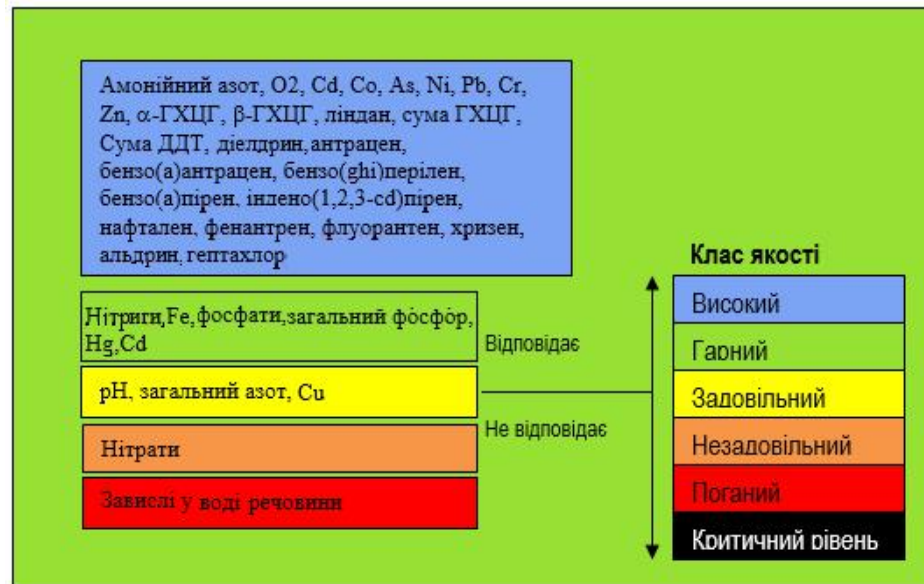 Амонійний азот, O2, Cd, Co, As, Ni, Pb, Cr,
Zn, α-ГХЦГ, β-ГХЦГ, ліндан, сума ГХЦГ,
Сума ДДТ, діелдрин,антрацен,
бензо(а)антрацен, бензо(ghi)перілен,
бензо(а)пірен, індено(1,2,3-cd)пірен,
нафтален, фенантрен, флуорантен, хризен,
альдрин,гептахлор
Нітриги,Fe,фосфати,загальний фосфор,
Hg,Cd
pH, загальний азот, Cu
Нітрати
Завислі у воді речовини
Відповідає
Не відповідає
Клас якості
Високий
Гарний
Задовільний
Незадовільний
Поганий
Критичний рівень